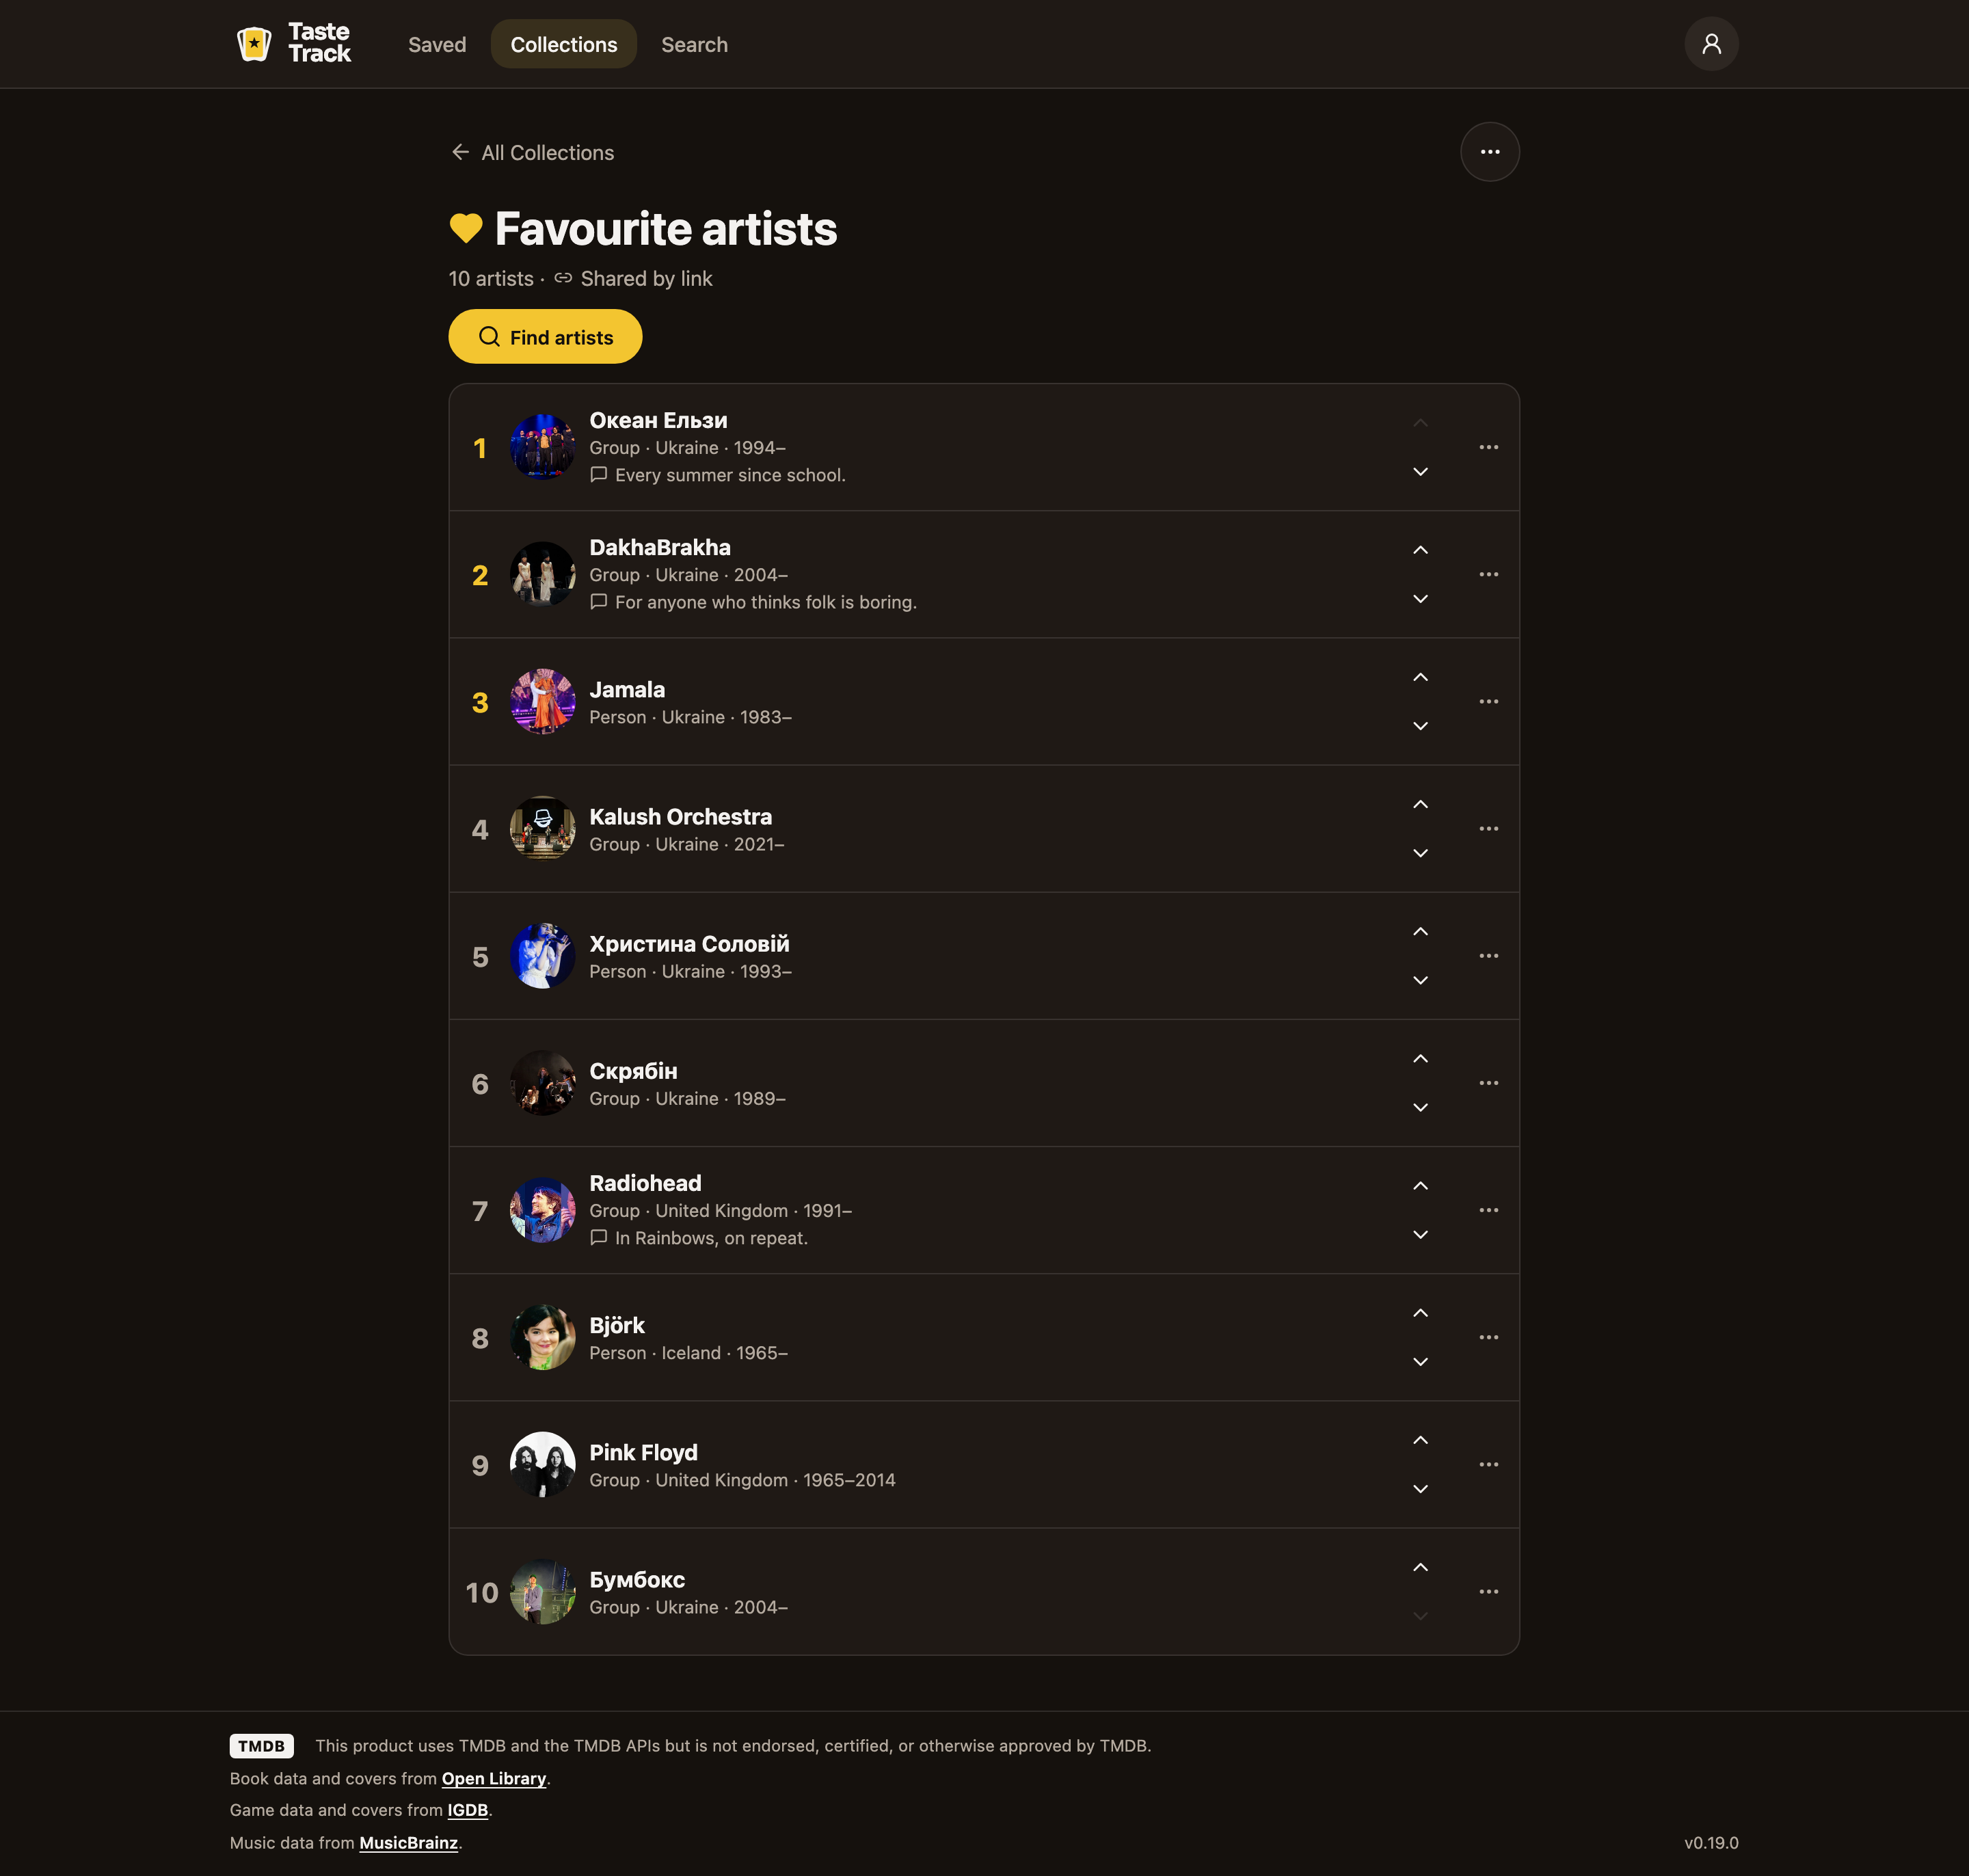 Taste
Track
Saved
Collections
Search
All Collections
Favourite artists
10 artists · Shared by link
Find artists
1
Океан Ельзи
Group · Ukraine · 1994–
Every summer since school.
2
DakhaBrakha
Group · Ukraine · 2004–
For anyone who thinks folk is boring.
3
Jamala
Person · Ukraine · 1983–
4
Kalush Orchestra
Group · Ukraine · 2021–
5
Христина Соловій
Person · Ukraine · 1993–
6
Скрябін
Group · Ukraine · 1989–
7
Radiohead
Group · United Kingdom · 1991–
In Rainbows, on repeat.
8
Björk
Person · Iceland · 1965–
9
Pink Floyd
Group · United Kingdom · 1965–2014
10
Бумбокс
Group · Ukraine · 2004–
TMDB This product uses TMDB and the TMDB APIs but is not endorsed, certified, or otherwise approved by TMDB.
Book data and covers from Open Library.
Game data and covers from IGDB.
Music data from MusicBrainz.
v0.19.0